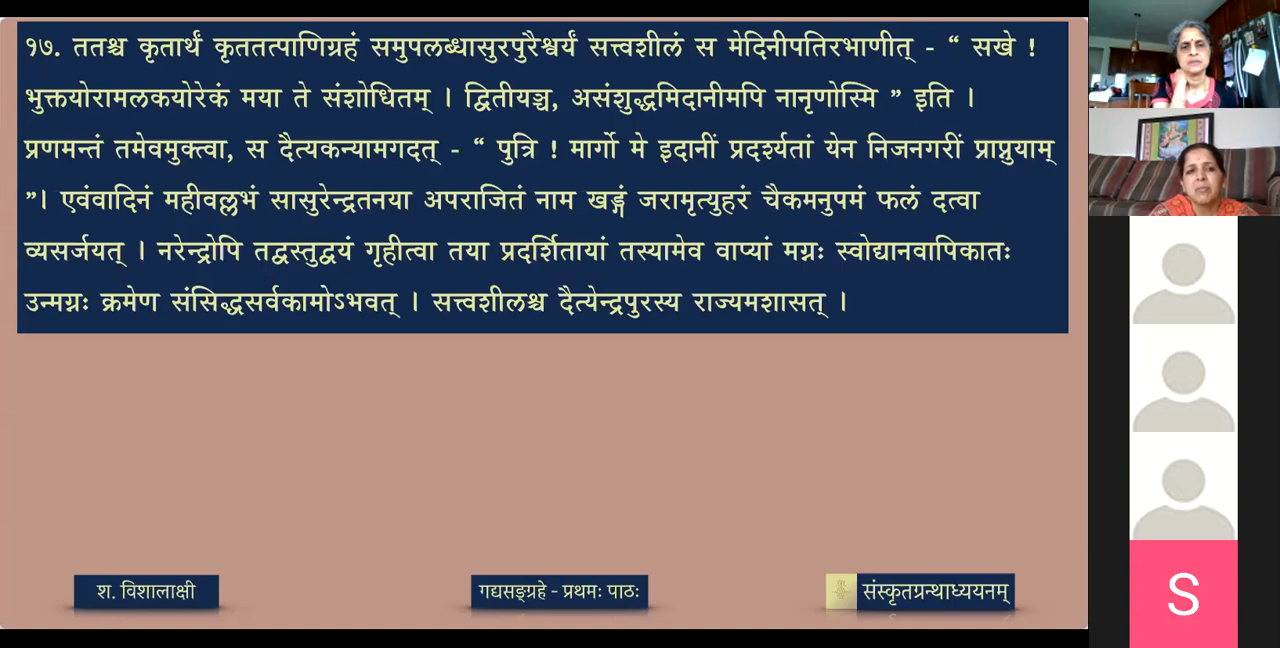 १७. ततश्च कृतार्थं कृततत्पाणिग्रहं समुपलब्धासुरपुरैश्वर्यं सत्त्वशीलं स मेदिनीपतिरभाणीत् - “ सखे !
भुक्तयोरामलकयोरेकं मया ते संशोधितम् । द्वितीयञ्च, असंशुद्धमिदानीमपि नानृणोस्मि ” इति ।
प्रणमन्तं तमेवमुक्त्वा, स दैत्यकन्यामगदत् - “ पुत्रि ! मार्गो मे इदानीं प्रदर्श्यतां येन निजनगरीं प्राप्नुयाम्
”। एवंवादिनं महीवल्लभं सासुरेन्द्रतनया अपराजितं नाम खड्गं जरामृत्युहरं चैकमनुपमं फलं दत्वा
व्यसर्जयत् । नरेन्द्रोपि तद्वस्तुद्वयं गृहीत्वा तया प्रदर्शितायां तस्यामेव वाप्यां मग्नः स्वोद्यानवापिकातः
उन्मग्नः क्रमेण संसिद्धसर्वकामोऽभवत् । सत्त्वशीलश्च दैत्येन्द्रपुरस्य राज्यमशासत् ।
श. विशालाक्षी
गद्यसङ्ग्रहे - प्रथमः पाठः
संस्कृतग्रन्थाध्ययनम्
S